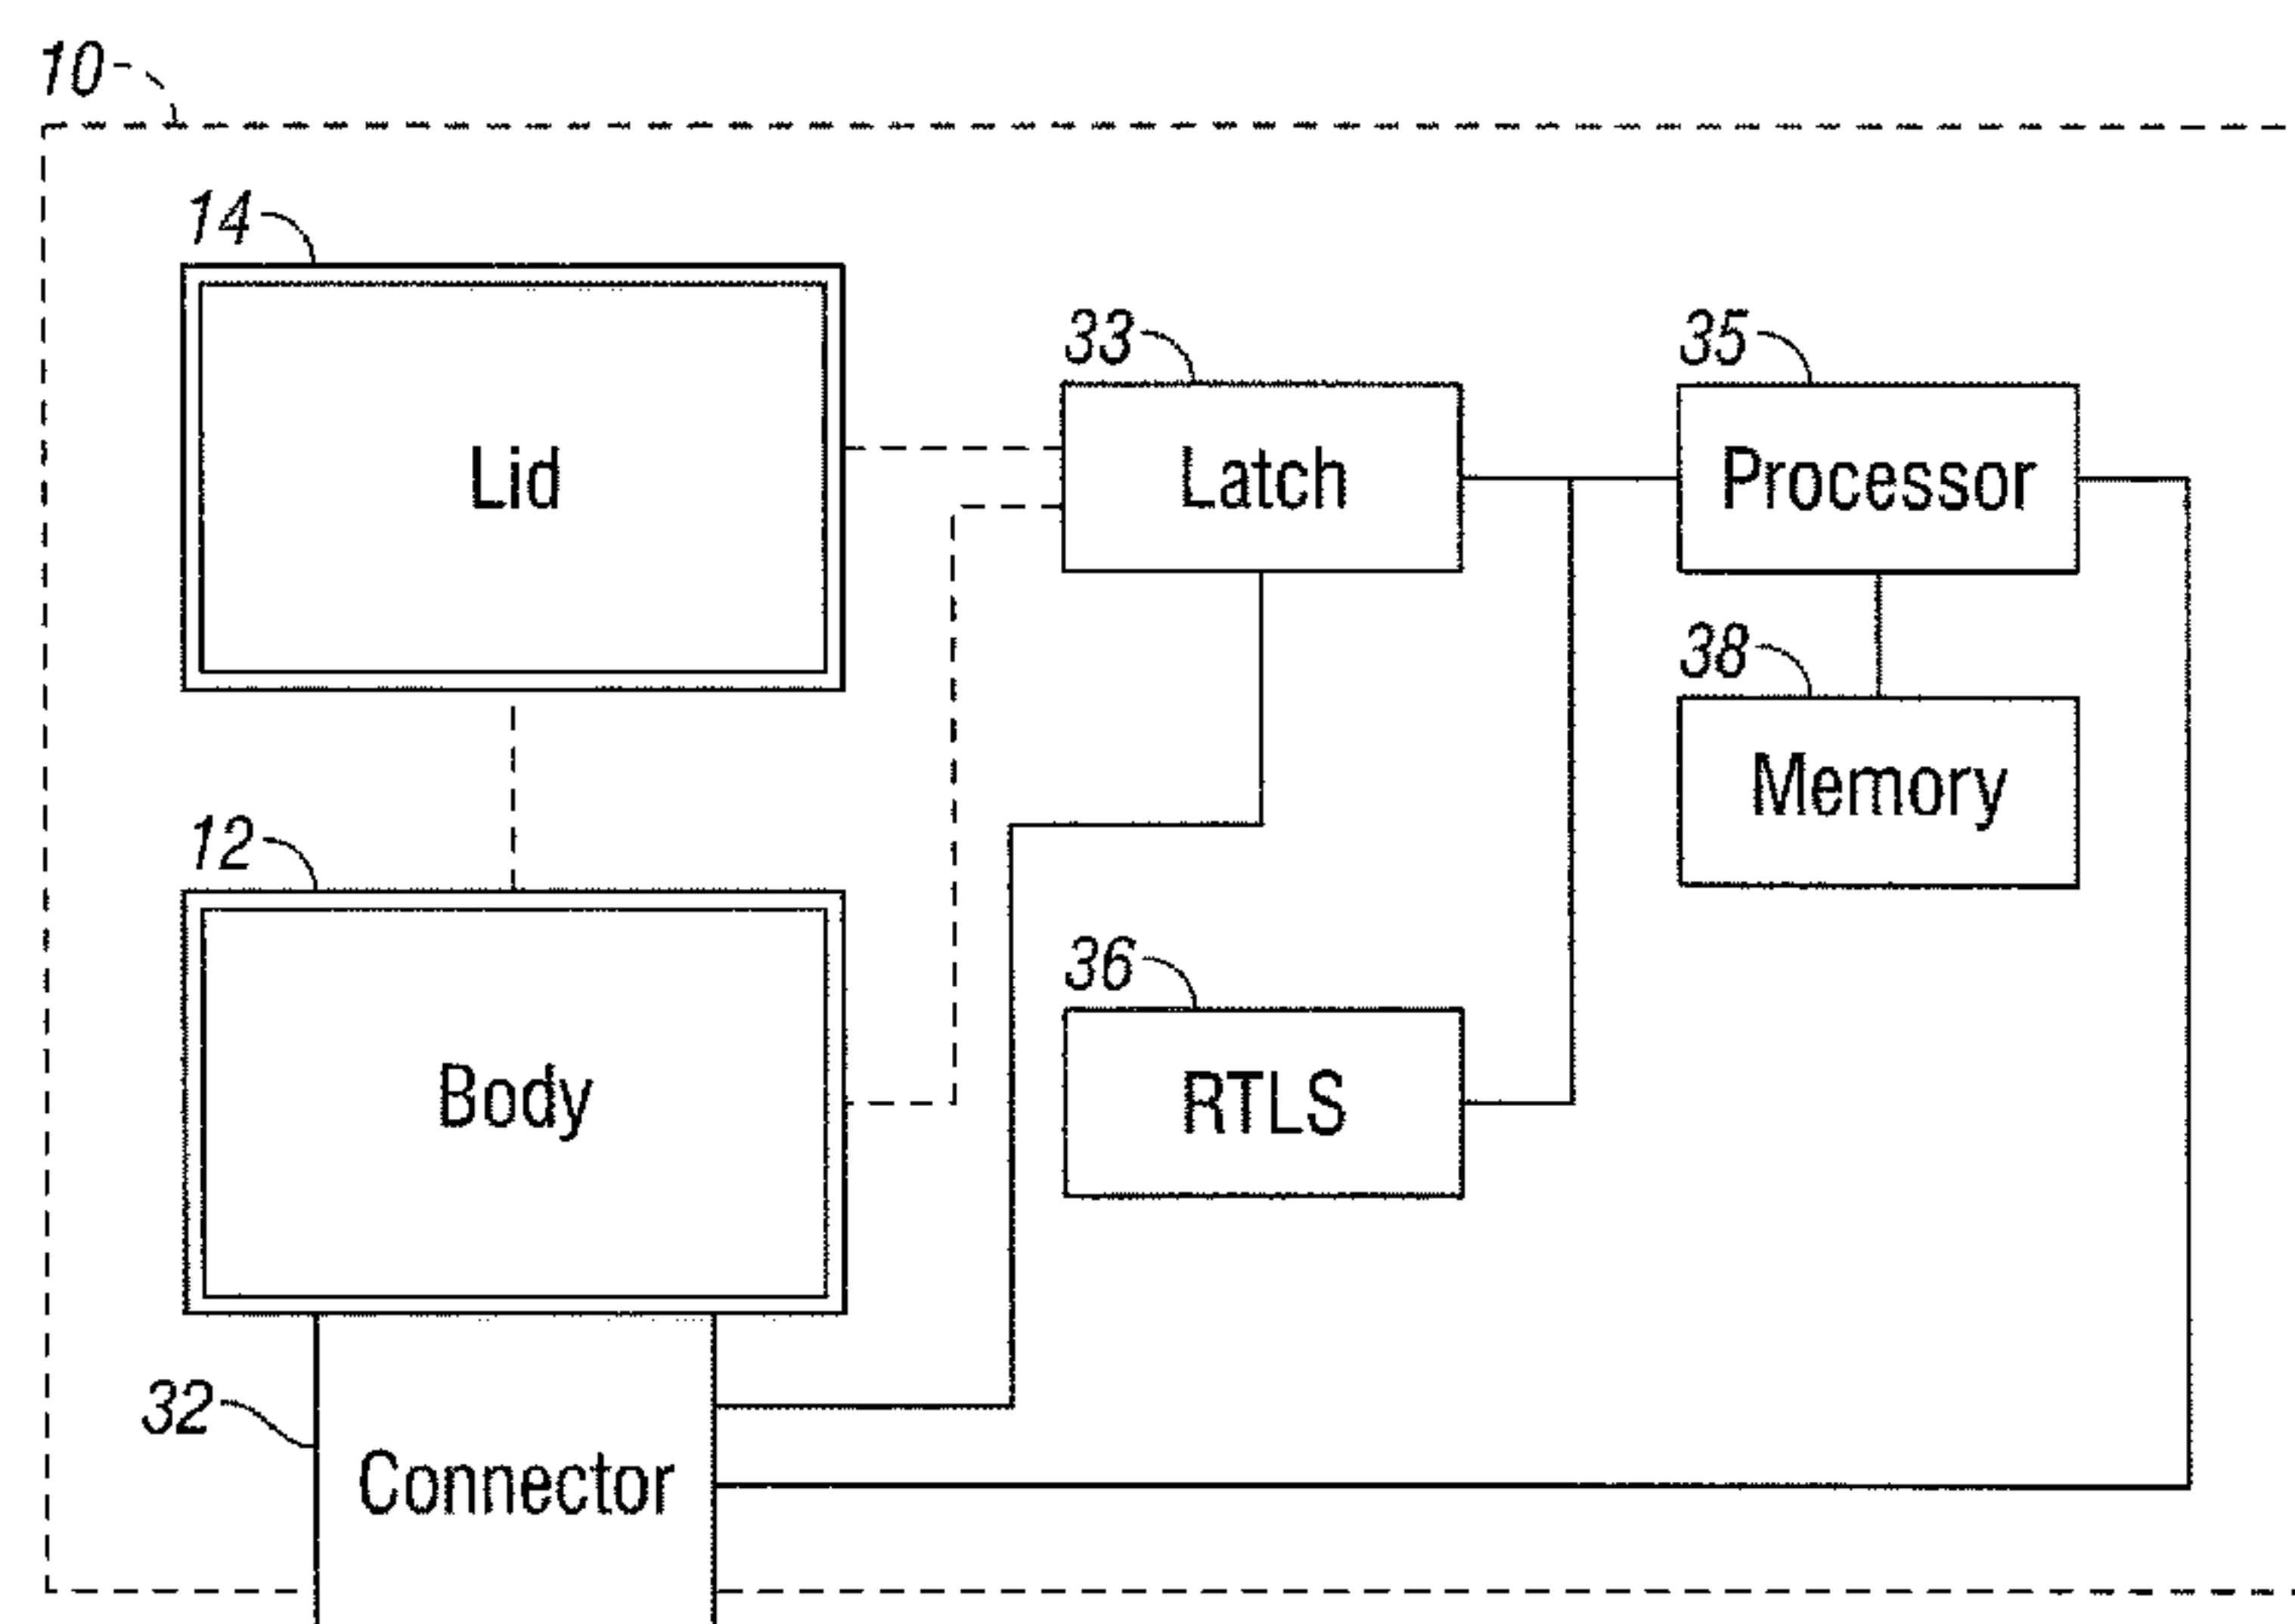 10
14
33
35
Lid
Latch
Processor
38
Memory
12
36
Body
RTLS
32
Connector